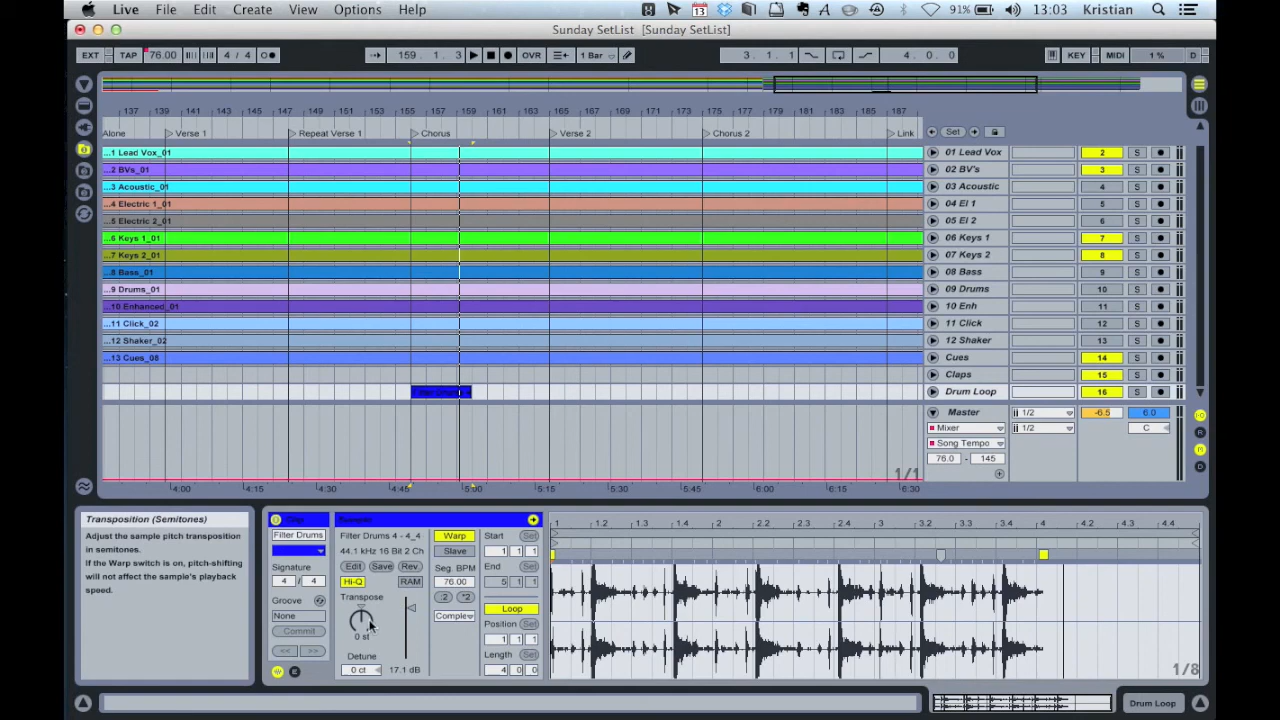 Live File Edit Create View Options Help 13 91% 13:03 Kristian
Sunday SetList [Sunday SetList]
EXT TAP 76.00 4 / 4 159. 1. 3 OVR 1 Bar 3. 1. 1 4. 0. 0 KEY MIDI 1 % D
137 139 141 143 145 147 149 151 153 155 157 159 161 163 165 167 169 171 173 175 177 179 181 183 185 187
Alone Verse 1 Repeat Verse 1 Chorus Verse 2 Chorus 2 Link Set
...1 Lead Vox_01 01 Lead Vox 2 S
...2 BVs_01 02 BV's 3 S
...3 Acoustic_01 03 Acoustic 4 S
...4 Electric 1_01 04 El 1 5 S
...5 Electric 2_01 05 El 2 6 S
...6 Keys 1_01 06 Keys 1 7 S
...7 Keys 2_01 07 Keys 2 8 S
...8 Bass_01 08 Bass 9 S
...9 Drums_01 09 Drums 10 S
...10 Enhanced_01 10 Enh 11 S
...11 Click_02 11 Click 12 S
...12 Shaker_02 12 Shaker 13 S
...13 Cues_08 Cues 14 S
Claps 15 S
Drum Loop 16 S
Master 1/2 -6.5 6.0
Mixer 1/2 C
Song Tempo
76.0 - 145
1/1
4:00 4:15 4:30 4:45 5:00 5:15 5:30 5:45 6:00 6:15 6:30
Transposition (Semitones)
Adjust the sample pitch transposition
in semitones.
If the Warp switch is on, pitch-shifting
will not affect the sample's playback
speed.
Clip
Filter Drums
Signature
4 / 4
Groove
None
Commit
<< >>
Sample
Filter Drums 4 - 4_4
44.1 kHz 16 Bit 2 Ch
Edit Save Rev.
Hi-Q RAM
Transpose
0 st
Detune
0 ct 17.1 dB
Warp
Slave
Seg. BPM
76.00
:2 *2
Comple
Start Set
1 1 1
End Set
5 1 1
Loop
Position Set
1 1 1
Length
4 0 0
1 1.2 1.3 1.4 2 2.2 2.3 2.4 3 3.2 3.3 3.4 4 4.2 4.3 4.4
1/8
Drum Loop